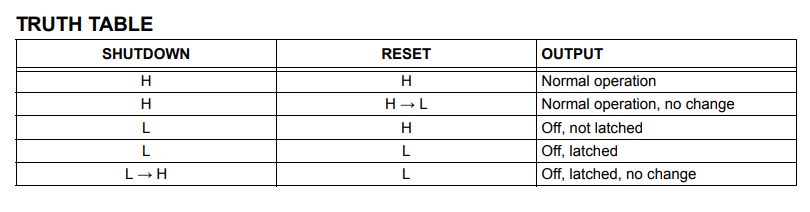 TRUTH TABLE
SHUTDOWN RESET OUTPUT
H H Normal operation
H H → L Normal operation, no change
L H Off, not latched
L L Off, latched
L → H L Off, latched, no change